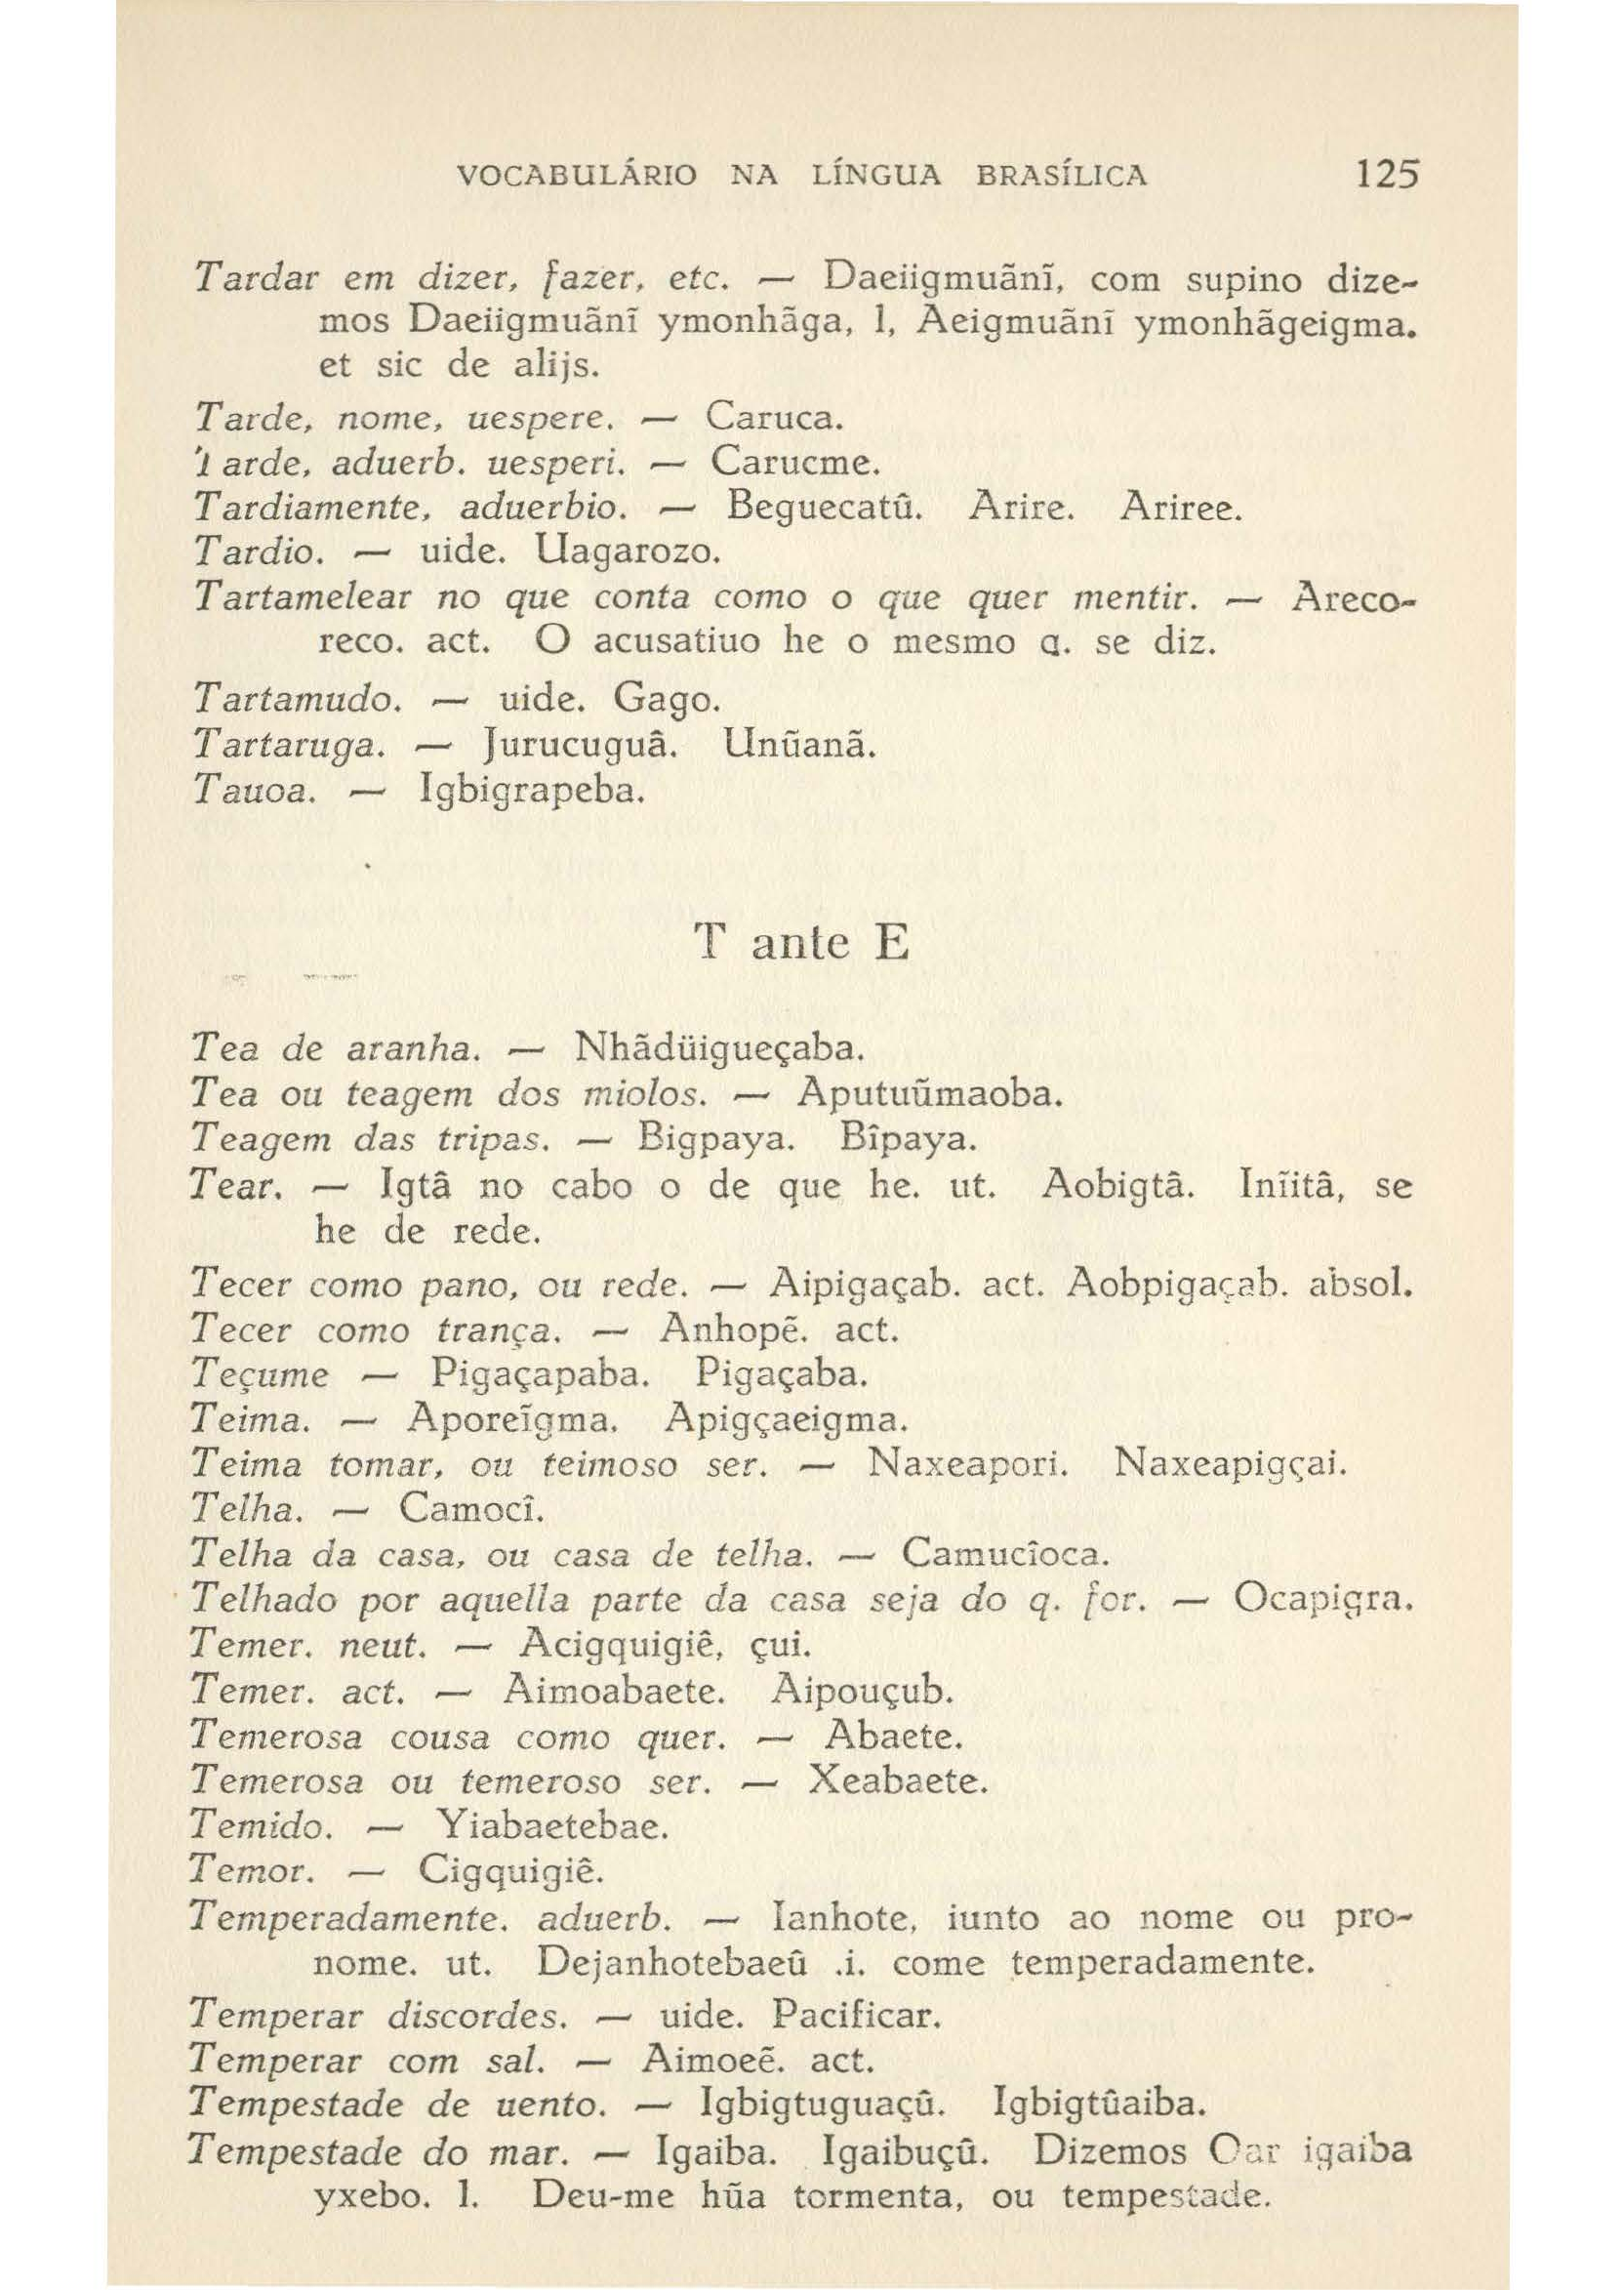 VOCABULÁRIO NA LÍNGUA BRASÍLICA 125
Tardar em dizer, fazer, etc. — Daeiigmuãnĩ, com supino dize-
mos Daeiigmuãnĩ ymonhãga, l, Aeigmuãnĩ ymonhãgeigma.
et sic de alijs.
Tarde, nome, uespere. — Caruca.
Tarde, aduerb. uesperi. — Carucme.
Tardiamente, aduerbio. — Beguecatû. Arire. Ariree.
Tardio. — uide. Uagarozo.
Tartamelear no que conta como o que quer mentir. — Areco-
reco. act. O acusatiuo he o mesmo q. se diz.
Tartamudo. — uide. Gago.
Tartaruga. — Jurucuguâ. Unũanã.
Tauoa. — Igbigrapeba.
T ante E
Tea de aranha. — Nhãdüigueçaba.
Tea ou teagem dos miolos. — Aputuũmaoba.
Teagem das tripas. — Bigpaya. Bîpaya.
Tear. — Igtâ no cabo o de que he. ut. Aobigtâ. Inĩitâ, se
he de rede.
Tecer como pano, ou rede. — Aipigaçab. act. Aobpigaçab. absol.
Tecer como trança. — Anhopẽ. act.
Teçume — Pigaçapaba. Pigaçaba.
Teima. — Aporeĩgma. Apigçaeigma.
Teima tomar, ou teimoso ser. — Naxeapori. Naxeapigçai.
Telha. — Camocî.
Telha da casa, ou casa de telha. — Camucîoca.
Telhado por aquella parte da casa seja do q. for. — Ocapigra.
Temer. neut. — Acigquigiê, çui.
Temer. act. — Aimoabaete. Aipouçub.
Temerosa cousa como quer. — Abaete.
Temerosa ou temeroso ser. — Xeabaete.
Temido. — Yiabaetebae.
Temor. — Cigquigiê.
Temperadamente. aduerb. — Ianhote, iunto ao nome ou pro-
nome. ut. Dejanhotebaeû .i. come temperadamente.
Temperar discordes. — uide. Pacificar.
Temperar com sal. — Aimoeẽ. act.
Tempestade de uento. — Igbigtuguaçû. Igbigtûaiba.
Tempestade do mar. — Igaiba. Igaibuçû. Dizemos Oar igaiba
yxebo. l. Deu-me hũa tormenta, ou tempestade.